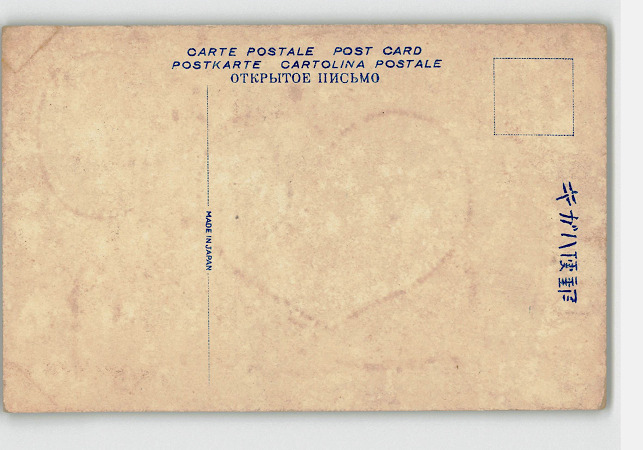 CARTE POSTALE POST CARD
POSTKARTE CARTOLINA POSTALE
ОТКРЫТОЕ ПИСЬМО
MADE IN JAPAN
郵便ハガキ